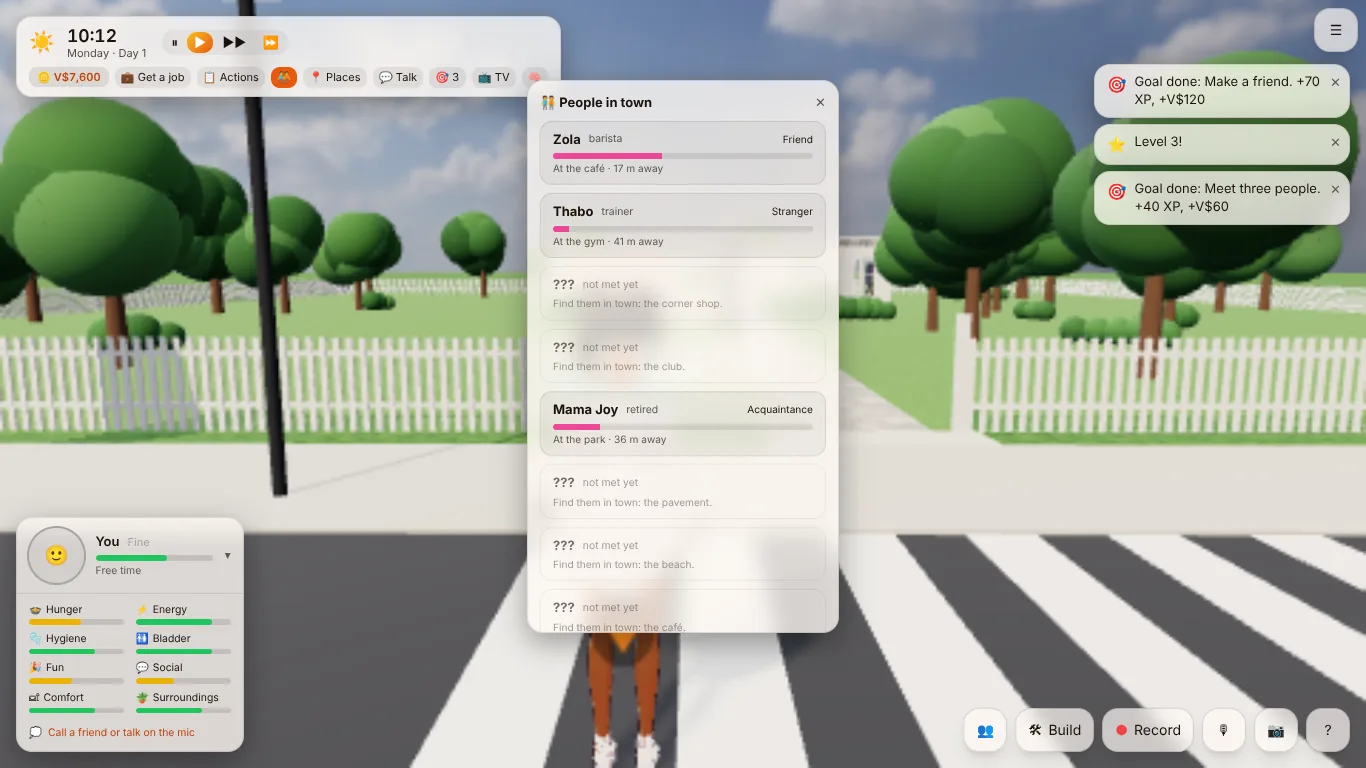 10:12
Monday · Day 1
V$7,600
Get a job
Actions
Places
Talk
3
TV
People in town
Zola barista Friend
At the café · 17 m away
Thabo trainer Stranger
At the gym · 41 m away
??? not met yet
Find them in town: the corner shop.
??? not met yet
Find them in town: the club.
Mama Joy retired Acquaintance
At the park · 36 m away
??? not met yet
Find them in town: the pavement.
??? not met yet
Find them in town: the beach.
??? not met yet
Find them in town: the café.
Goal done: Make a friend. +70
XP, +V$120
Level 3!
Goal done: Meet three people.
+40 XP, +V$60
You Fine
Free time
Hunger Energy
Hygiene Bladder
Fun Social
Comfort Surroundings
Call a friend or talk on the mic
Build
Record
?